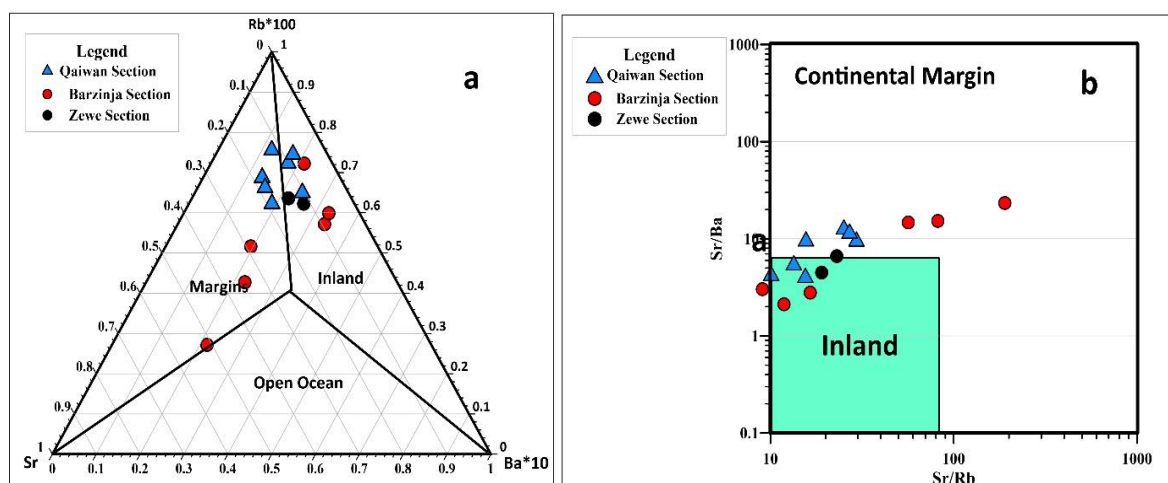 Rb*100
0 1
Legend
Qaiwan Section
Barzinja Section
Zewe Section
a
0.1 0.9
0.2 0.8
0.3 0.7
0.4 0.6
0.5 0.5
Margins Inland
0.6 0.4
0.7 0.3
0.8 0.2
Open Ocean
0.9 0.1
1 0
Sr Ba*10
0 0.1 0.2 0.3 0.4 0.5 0.6 0.7 0.8 0.9 1
Legend
Qaiwan Section
Barzinja Section
Zewe Section
Continental Margin
b
1000
100
10
1
0.1
Sr/Ba
a
Inland
10 100 1000
Sr/Rb